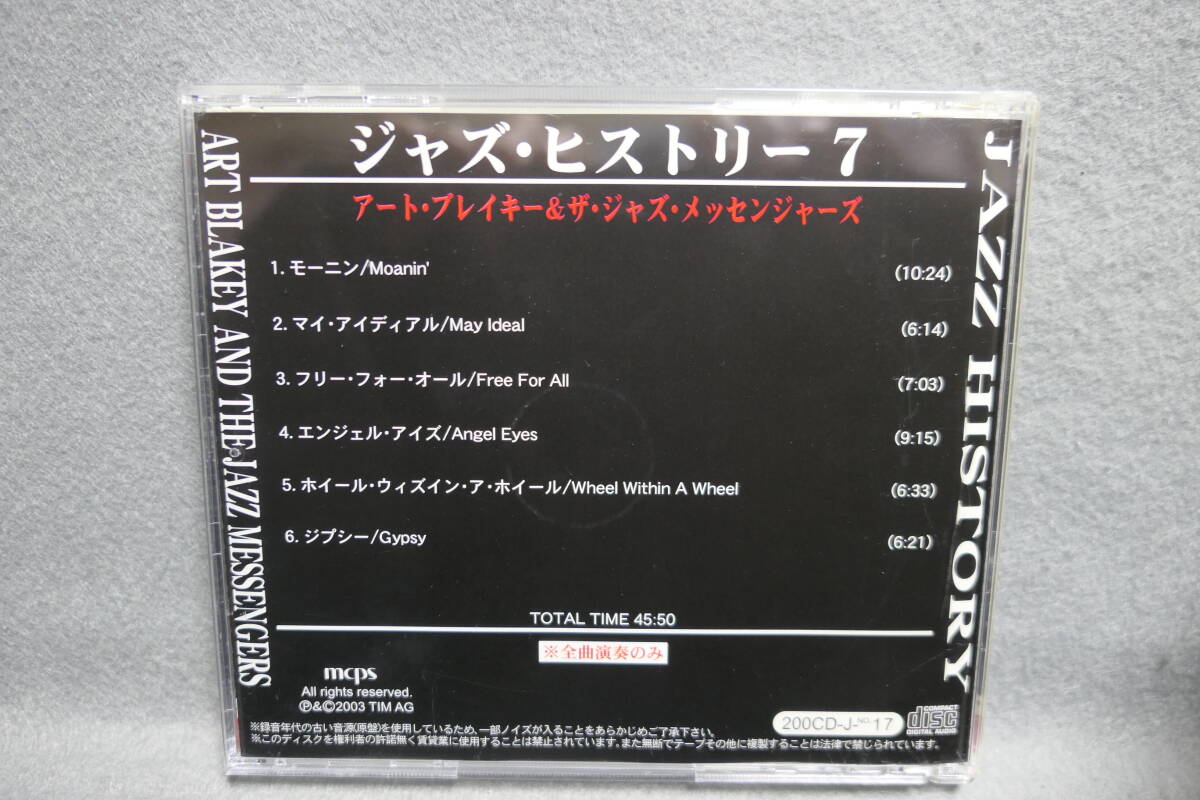 ジャズ・ヒストリー 7
アート・ブレイキー&ザ・ジャズ・メッセンジャーズ
1. モーニン/Moanin' (10:24)
2. マイ・アイディアル/May Ideal (6:14)
3. フリー・フォー・オール/Free For All (7:03)
4. エンジェル・アイズ/Angel Eyes (9:15)
5. ホイール・ウィズイン・ア・ホイール/Wheel Within A Wheel (6:33)
6. ジプシー/Gypsy (6:21)
TOTAL TIME 45:50
※全曲演奏のみ
mcps
All rights reserved.
℗&©2003 TIM AG
200CD-J-NO.17
COMPACT
disc
DIGITAL AUDIO
※録音年代の古い音源(原盤)を使用しているため、一部ノイズが入ることをあらかじめご了承下さい。
※このディスクを権利者の許諾無く賃貸業に使用することは禁止されています。また無断でテープその他に複製することは法律で禁じられています。
ART BLAKEY AND THE JAZZ MESSENGERS
JAZZ HISTORY